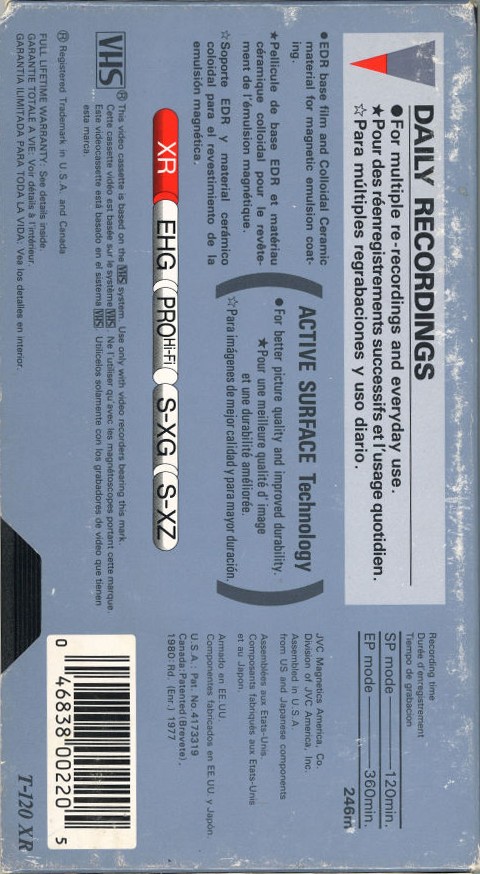 DAILY RECORDINGS
●For multiple re-recordings and everyday use.
★Pour des réenregistrements successifs et l'usage quotidien.
☆Para múltiples regrabaciones y uso diario.
Recording time
Durée d'enregistrement
Tiempo de grabación
SP mode 120min.
EP mode 360min.
246m
●EDR base film and Colloidal Ceramic
material for magnetic emulsion coat-
ing.
★Pellicule de base EDR et matériau
céramique colloidal pour le revête-
ment de l'émulsion magnétique.
☆Soporte EDR y material cerámico
coloidal para el revestimiento de la
emulsión magnética.
ACTIVE SURFACE Technology
●For better picture quality and improved durability.
★Pour une meilleure qualité d'image
et une durabilité améliorée.
☆Para imágenes de mejor calidad y para mayor duración.
JVC Magnetics America, Co.
Division of JVC America, Inc.
Assembled in U.S.A.
from US and Japanese components
Assemblées aux Etats-Unis
Composants fabriqués aux Etats-Unis
et au Japon
Armado en EE.UU.
Componentes fabricados en EE.UU. y Japón.
U.S.A.: Pat. No.4173319
Canada:Patented(Brevete),
1980:Rd.(Enr.)1977
XR EHG PRO Hi-Fi S-XG S-XZ
VHS ® This video cassette is based on the VHS system. Use only with video recorders bearing this mark.
Cette cassette vidéo est basée sur le système VHS. Ne l'utiliser qu'avec les magnétoscopes portant cette marque.
Este videocassette está basado en el sistema VHS. Utilícelos solamente con los grabadores de video que tienen
esta marca.
® Registered Trademark in U.S.A. and Canada
FULL LIFETIME WARRANTY: See details inside
GARANTIE TOTALE A VIE: Voir détails à l'intérieur.
GARANTIA ILIMITADA PARA TODA LA VIDA: Vea los detalles en interior.
0 46838 00220 5
T-120 XR